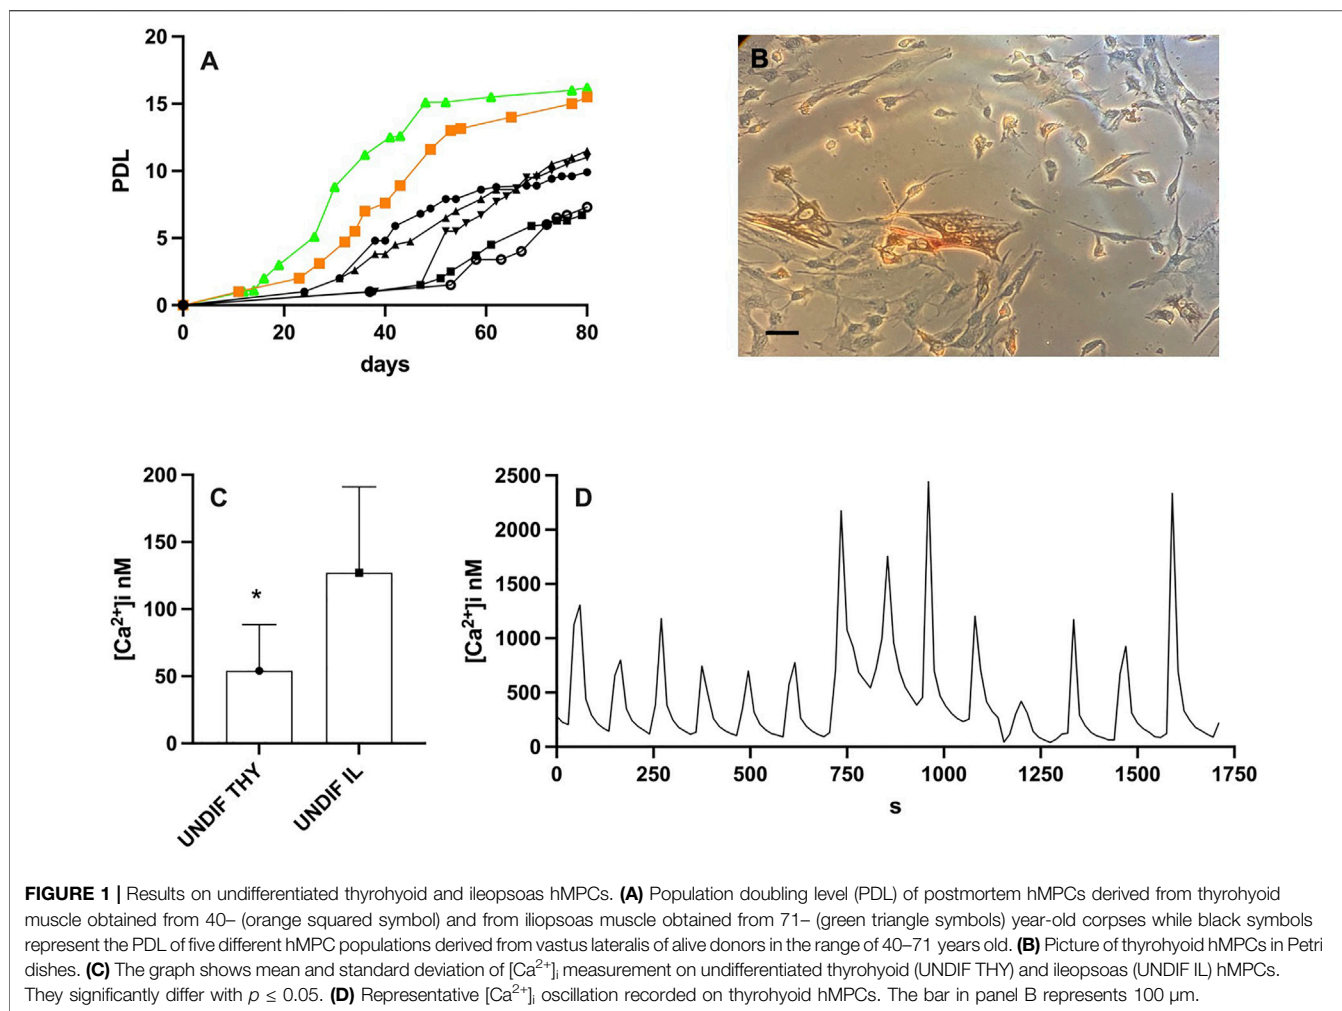 A
PDL
20
15
10
5
0
0 20 40 60 80
days
B
C
[Ca²⁺]i nM
200
150
100
50
0
UNDIF THY
UNDIF IL
*
D
[Ca²⁺]i nM
2500
2000
1500
1000
500
0
0 250 500 750 1000 1250 1500 1750
s
FIGURE 1 | Results on undifferentiated thyrohyoid and ileopsoas hMPCs. (A) Population doubling level (PDL) of postmortem hMPCs derived from thyrohyoid
muscle obtained from 40– (orange squared symbol) and from iliopsoas muscle obtained from 71– (green triangle symbols) year-old corpses while black symbols
represent the PDL of five different hMPC populations derived from vastus lateralis of alive donors in the range of 40–71 years old. (B) Picture of thyrohyoid hMPCs in Petri
dishes. (C) The graph shows mean and standard deviation of [Ca²⁺]ᵢ measurement on undifferentiated thyrohyoid (UNDIF THY) and ileopsoas (UNDIF IL) hMPCs.
They significantly differ with p ≤ 0.05. (D) Representative [Ca²⁺]ᵢ oscillation recorded on thyrohyoid hMPCs. The bar in panel B represents 100 µm.